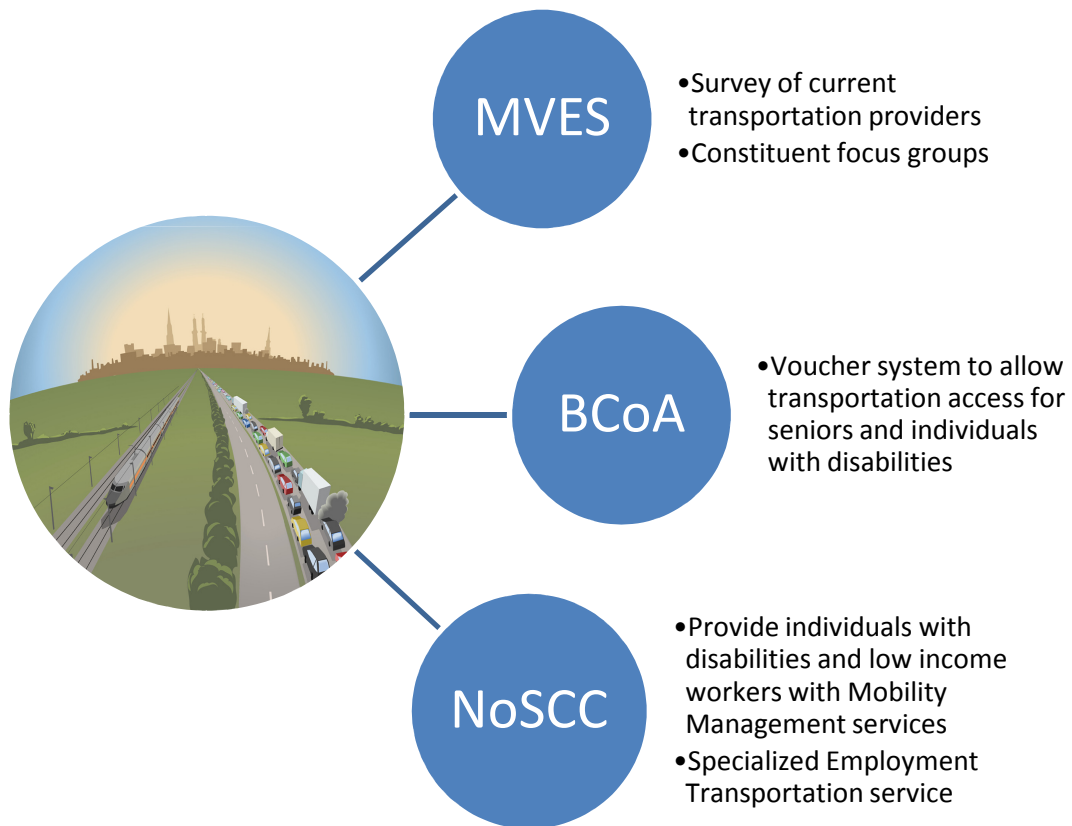 MVES
•Survey of current
transportation providers
•Constituent focus groups
BCoA
•Voucher system to allow
transportation access for
seniors and individuals
with disabilities
NoSCC
•Provide individuals with
disabilities and low income
workers with Mobility
Management services
•Specialized Employment
Transportation service